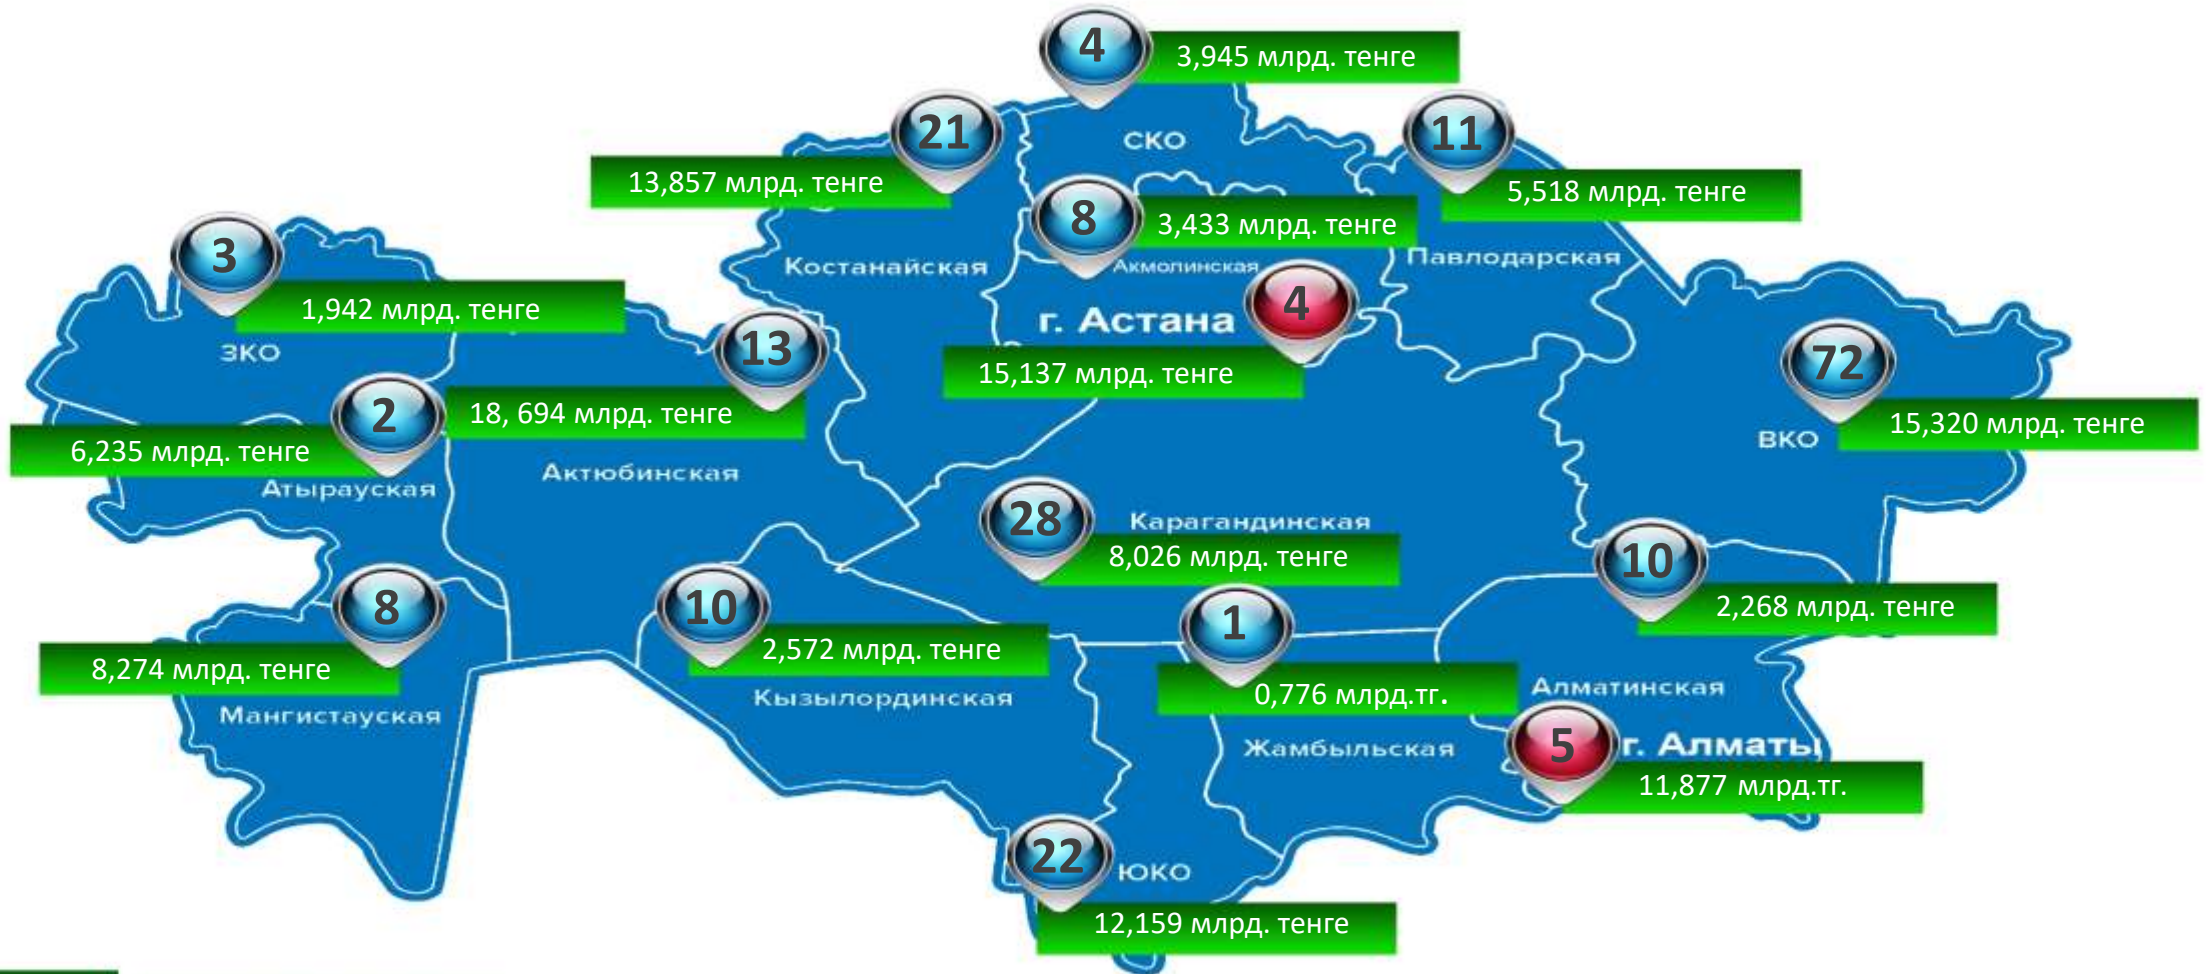 4
3,945 млрд. тенге
21
11
СКО
13,857 млрд. тенге
5,518 млрд. тенге
8
3,433 млрд. тенге
3
Костанайская
Акмолинская
Павлодарская
1,942 млрд. тенге
4
г. Астана
ЗКО
13
72
15,137 млрд. тенге
2
18, 694 млрд. тенге
15,320 млрд. тенге
6,235 млрд. тенге
ВКО
Актюбинская
Атырауская
28
Карагандинская
8,026 млрд. тенге
10
8
10
2,268 млрд. тенге
1
2,572 млрд. тенге
8,274 млрд. тенге
0,776 млрд.тг.
Кызылординская
Алматинская
Мангистауская
Жамбыльская
5
г. Алматы
11,877 млрд.тг.
22
ЮКО
12,159 млрд. тенге